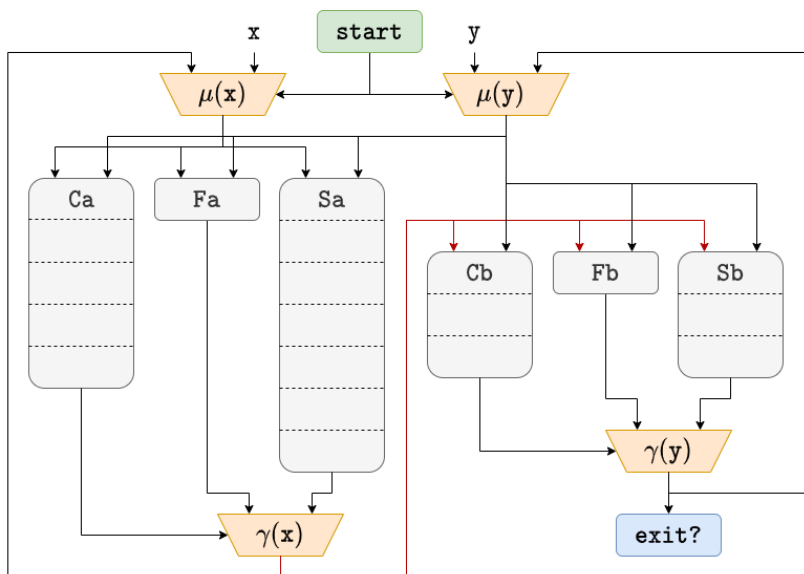 x
start
y
μ(x)
μ(y)
Ca
Fa
Sa
Cb
Fb
Sb
γ(y)
γ(x)
exit?